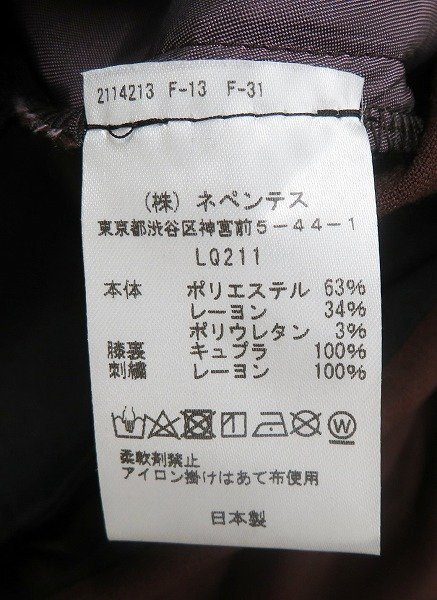 2114213 F-13 F-31
(株) ネペンテス
東京都渋谷区神宮前5-44-1
LQ211
本体 ポリエステル 63%
レーヨン 34%
ポリウレタン 3%
膝裏 キュプラ 100%
刺繍 レーヨン 100%
W
柔軟剤禁止
アイロン掛けはあて布使用
日本製